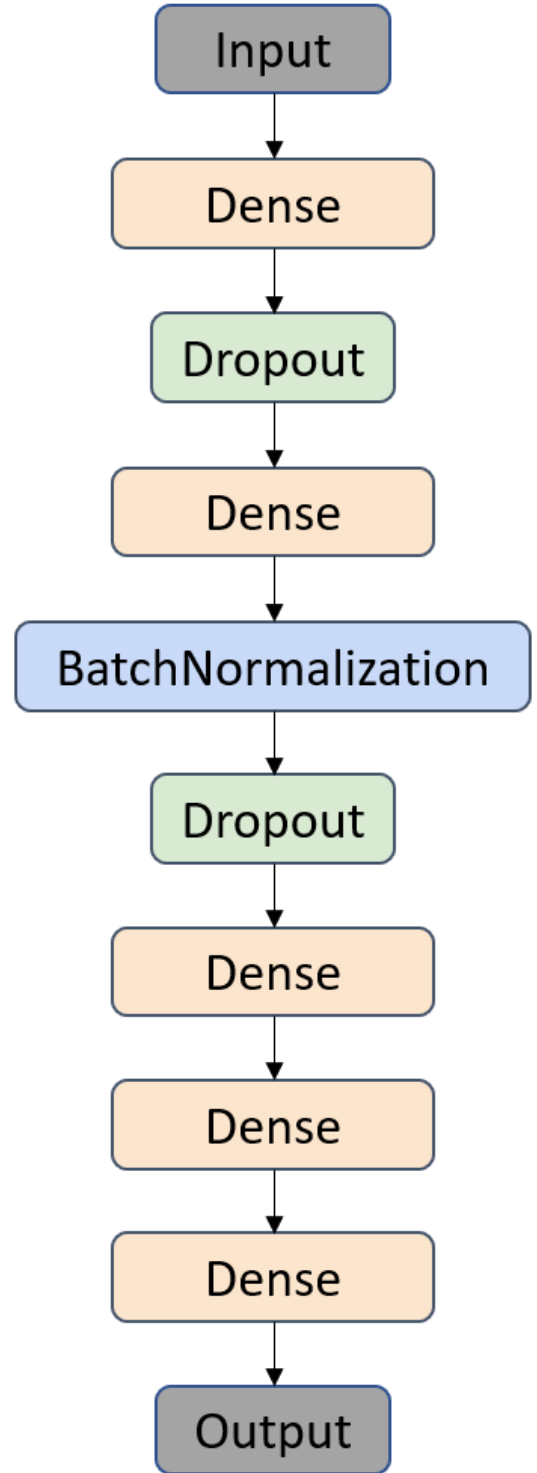 Input
Dense
Dropout
Dense
BatchNormalization
Dropout
Dense
Dense
Dense
Output